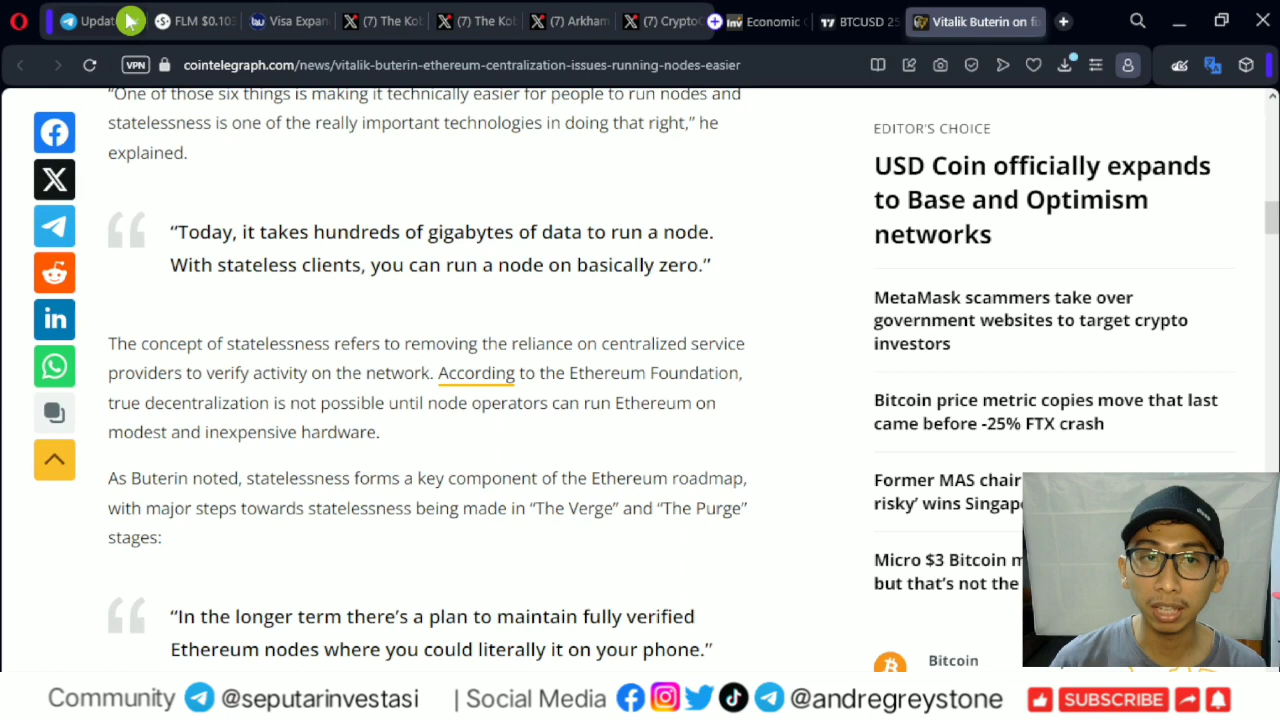 Updat
FLM $0.103
Visa Expan
(7) The Kob
(7) The Kob
(7) Arkham
(7) Crypto
Economic
BTCUSD 25
Vitalik Buterin on fi
VPN
cointelegraph.com/news/vitalik-buterin-ethereum-centralization-issues-running-nodes-easier
“One of those six things is making it technically easier for people to run nodes and
statelessness is one of the really important technologies in doing that right,” he
explained.
“Today, it takes hundreds of gigabytes of data to run a node.
With stateless clients, you can run a node on basically zero.”
The concept of statelessness refers to removing the reliance on centralized service
providers to verify activity on the network. According to the Ethereum Foundation,
true decentralization is not possible until node operators can run Ethereum on
modest and inexpensive hardware.
As Buterin noted, statelessness forms a key component of the Ethereum roadmap,
with major steps towards statelessness being made in “The Verge” and “The Purge”
stages:
“In the longer term there’s a plan to maintain fully verified
Ethereum nodes where you could literally it on your phone.”
EDITOR’S CHOICE
USD Coin officially expands
to Base and Optimism
networks
MetaMask scammers take over
government websites to target crypto
investors
Bitcoin price metric copies move that last
came before -25% FTX crash
Former MAS chair
risky’ wins Singap
Micro $3 Bitcoin m
but that’s not the
Bitcoin
Community @seputarinvestasi | Social Media @andregreystone SUBSCRIBE